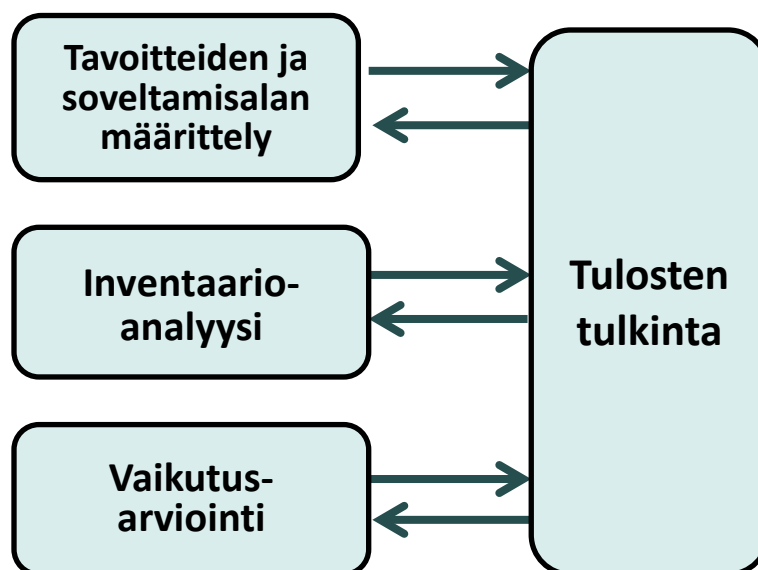 Tavoitteiden ja
soveltamisalan
määrittely
Inventaario-
analyysi
Vaikutus-
arviointi
Tulosten
tulkinta